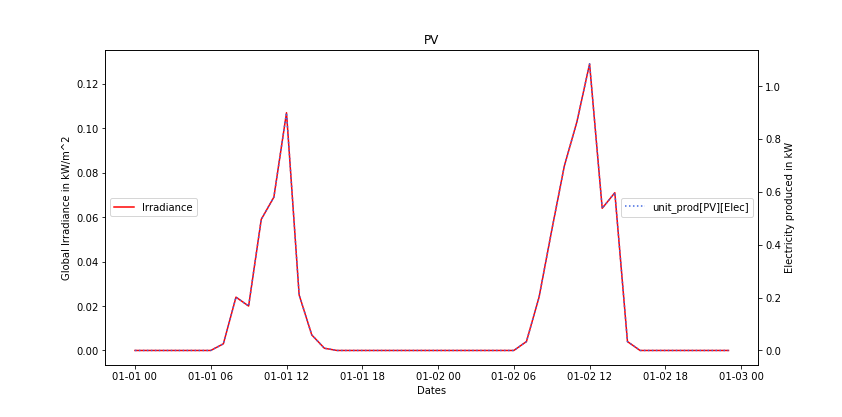 PV
Global Irradiance in kW/m^2
0.12
0.10
0.08
0.06
0.04
0.02
0.00
Irradiance
unit_prod[PV][Elec]
1.0
0.8
0.6
0.4
0.2
0.0
Electricity produced in kW
01-01 00 01-01 06 01-01 12 01-01 18 01-02 00 01-02 06 01-02 12 01-02 18 01-03 00
Dates